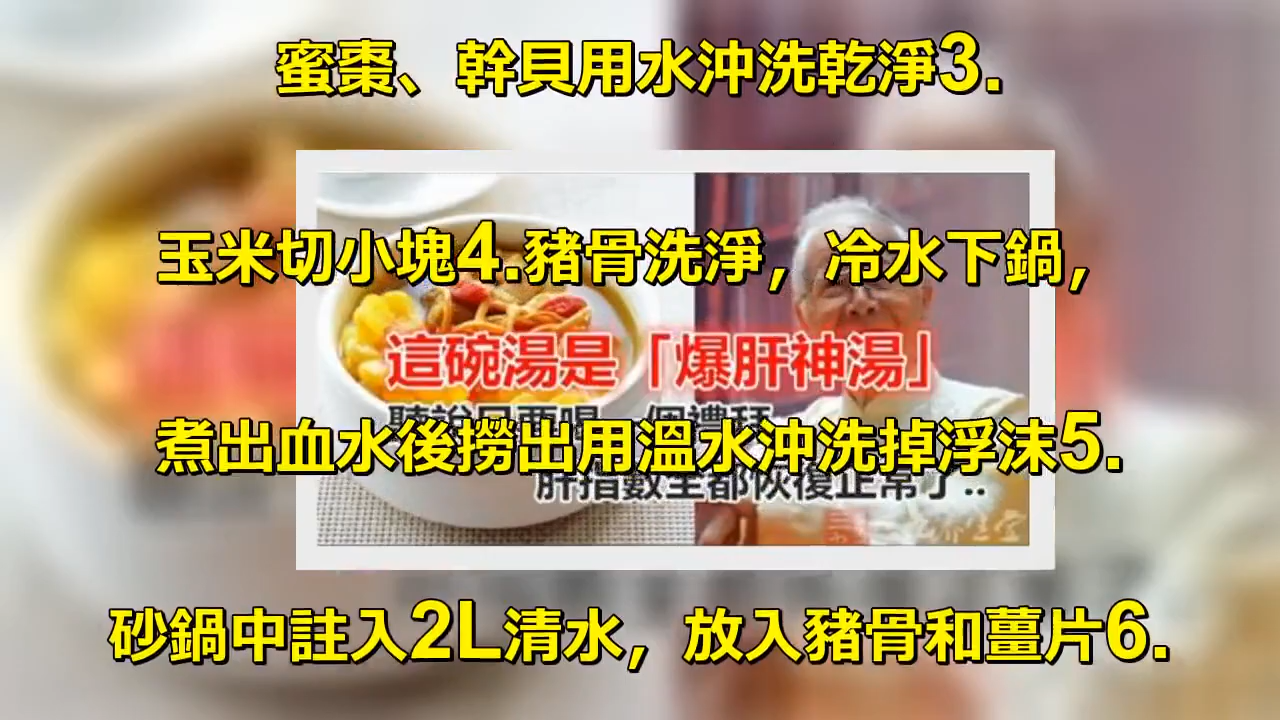 蜜棗、幹貝用水沖洗乾淨3.
玉米切小塊4.豬骨洗淨，冷水下鍋，
這碗湯是「爆肝神湯」
煮出血水後撈出用溫水沖洗掉浮沫5.
肝指數全都恢復正常了..
砂鍋中註入2L清水，放入豬骨和薑片6.